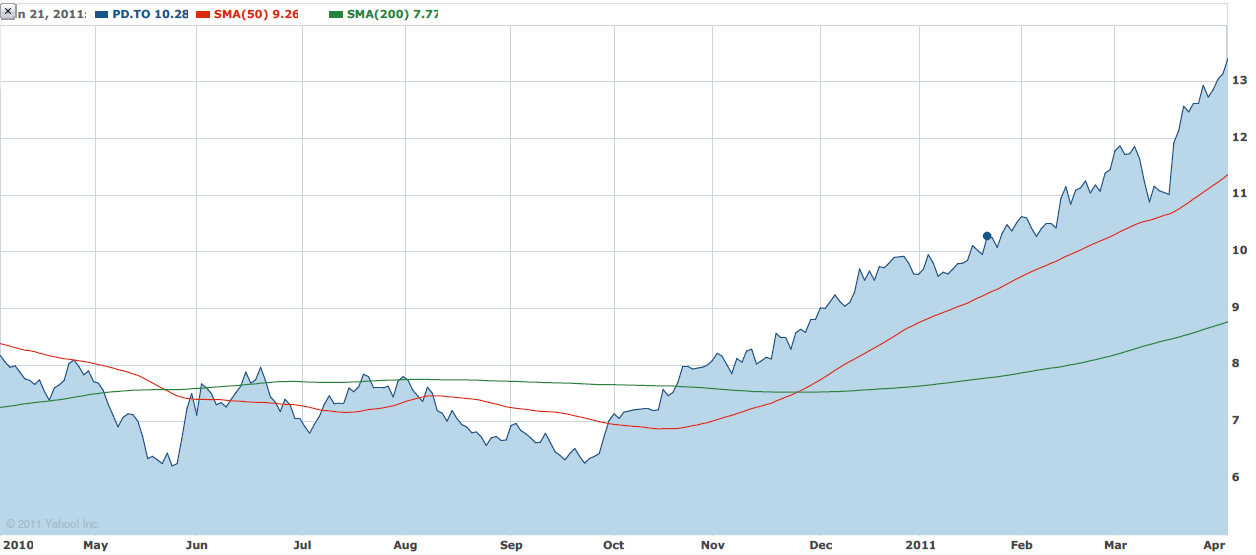 n 21, 2011: PD.TO 10.28 SMA(50) 9.26 SMA(200) 7.77
13
12
11
10
9
8
7
6
© 2011 Yahoo! Inc.
2010 May Jun Jul Aug Sep Oct Nov Dec 2011 Feb Mar Apr